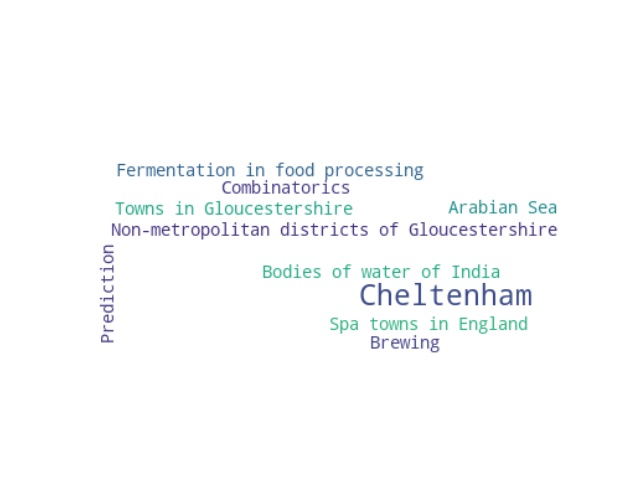 Fermentation in food processing
Combinatorics
Towns in Gloucestershire
Arabian Sea
Non-metropolitan districts of Gloucestershire
Prediction
Bodies of water of India
Cheltenham
Spa towns in England
Brewing